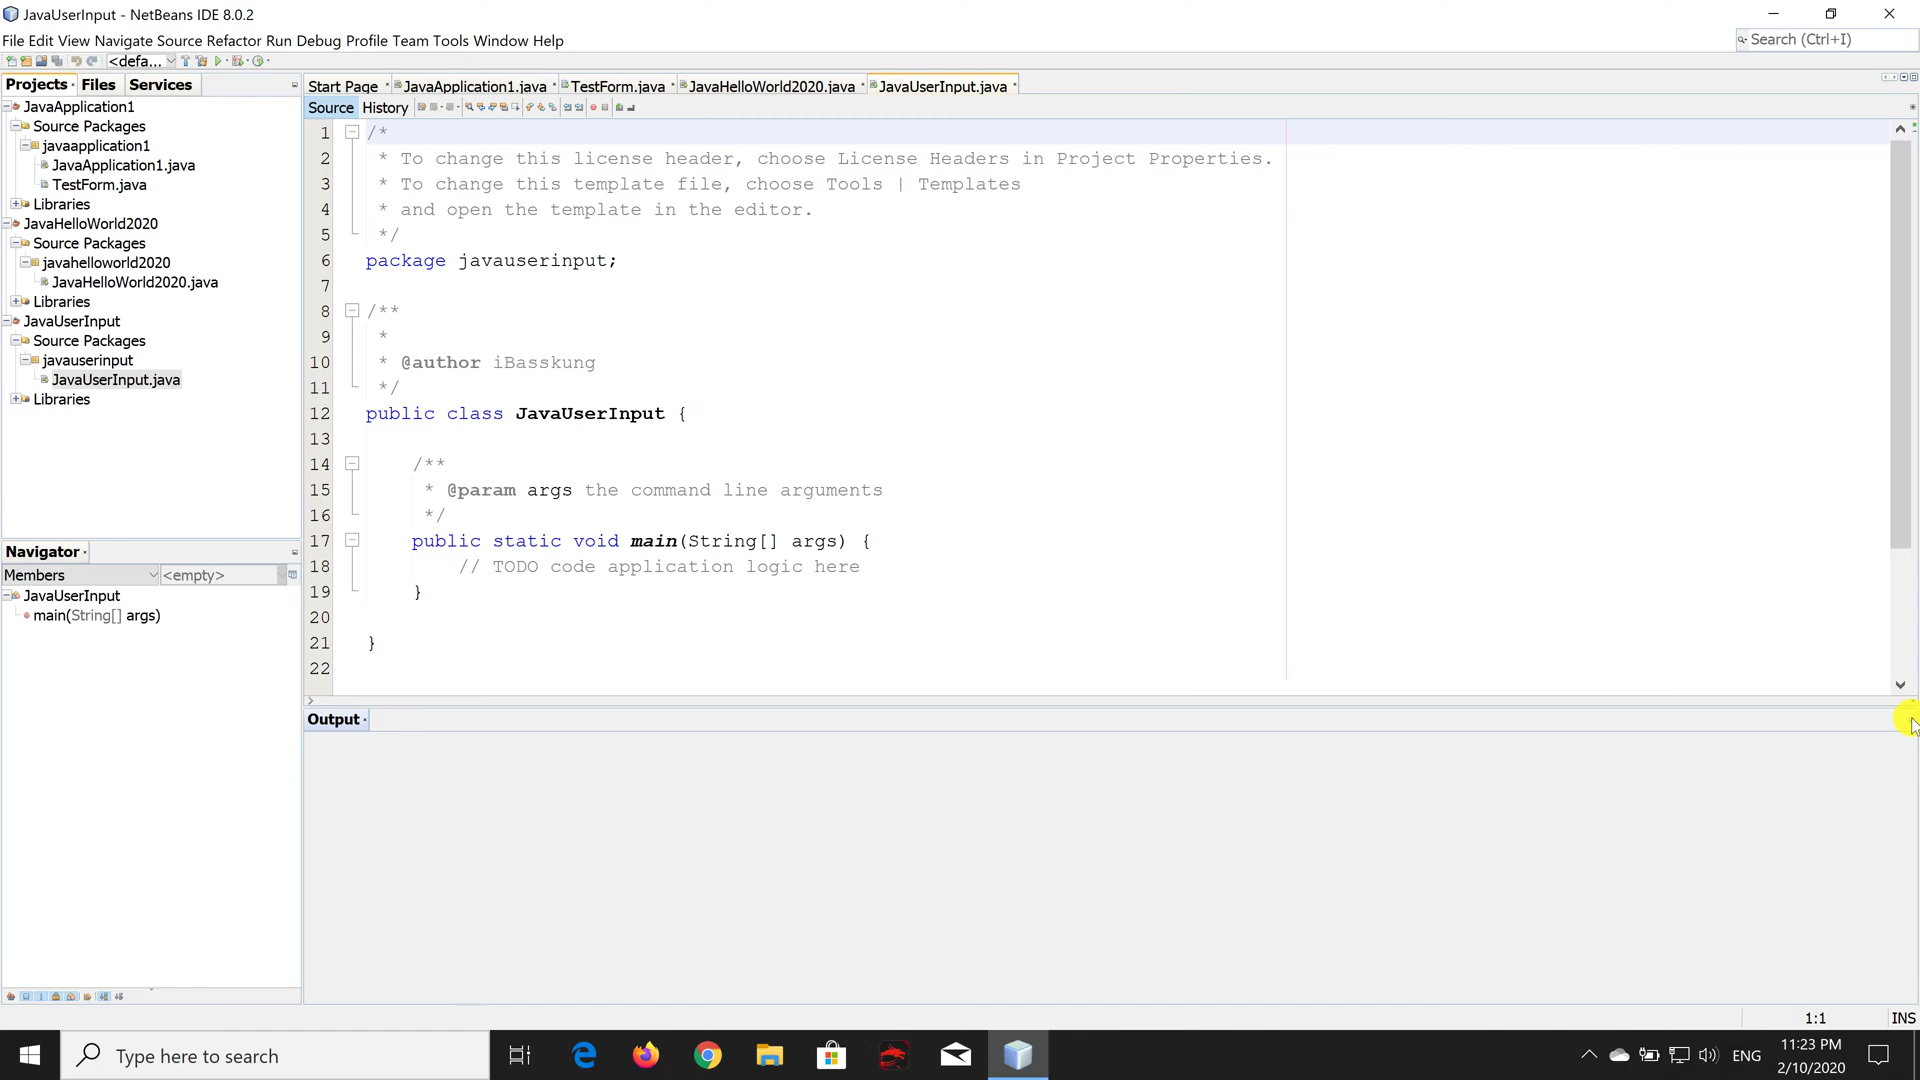 JavaUserInput - NetBeans IDE 8.0.2
File Edit View Navigate Source Refactor Run Debug Profile Team Tools Window Help
Search (Ctrl+I)
<defa...
Projects Files Services
JavaApplication1
Source Packages
javaapplication1
JavaApplication1.java
TestForm.java
Libraries
JavaHelloWorld2020
Source Packages
javahelloworld2020
JavaHelloWorld2020.java
Libraries
JavaUserInput
Source Packages
javauserinput
JavaUserInput.java
Libraries
Navigator
Members <empty>
JavaUserInput
main(String[] args)
Start Page JavaApplication1.java TestForm.java JavaHelloWorld2020.java JavaUserInput.java
Source History
1 /*
2 * To change this license header, choose License Headers in Project Properties.
3 * To change this template file, choose Tools | Templates
4 * and open the template in the editor.
5 */
6 package javauserinput;
7
8 /**
9 *
10 * @author iBasskung
11 */
12 public class JavaUserInput {
13
14 /**
15 * @param args the command line arguments
16 */
17 public static void main(String[] args) {
18 // TODO code application logic here
19 }
20
21 }
22
Output
1:1 INS
Type here to search
ENG
11:23 PM
2/10/2020